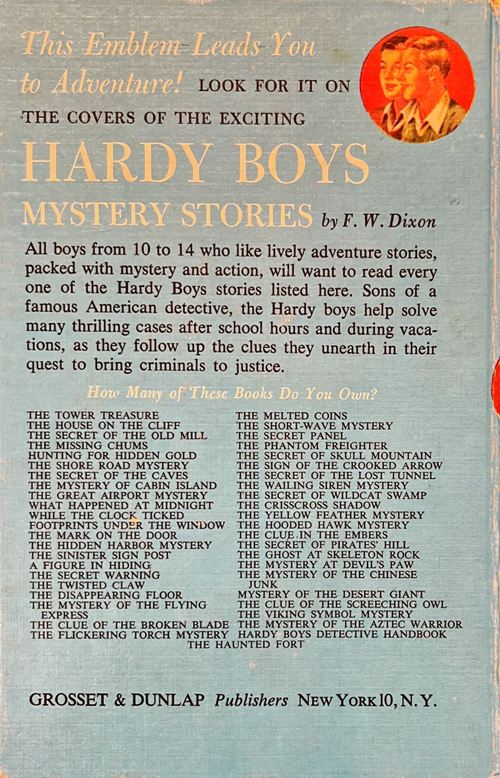 This Emblem Leads You
to Adventure! LOOK FOR IT ON
THE COVERS OF THE EXCITING
HARDY BOYS
MYSTERY STORIES by F. W. Dixon
All boys from 10 to 14 who like lively adventure stories,
packed with mystery and action, will want to read every
one of the Hardy Boys stories listed here. Sons of a
famous American detective, the Hardy boys help solve
many thrilling cases after school hours and during vaca-
tions, as they follow up the clues they unearth in their
quest to bring criminals to justice.
How Many of These Books Do You Own?
THE TOWER TREASURE
THE HOUSE ON THE CLIFF
THE SECRET OF THE OLD MILL
THE MISSING CHUMS
HUNTING FOR HIDDEN GOLD
THE SHORE ROAD MYSTERY
THE SECRET OF THE CAVES
THE MYSTERY OF CABIN ISLAND
THE GREAT AIRPORT MYSTERY
WHAT HAPPENED AT MIDNIGHT
WHILE THE CLOCK TICKED
FOOTPRINTS UNDER THE WINDOW
THE MARK ON THE DOOR
THE HIDDEN HARBOR MYSTERY
THE SINISTER SIGN POST
A FIGURE IN HIDING
THE SECRET WARNING
THE TWISTED CLAW
THE DISAPPEARING FLOOR
THE MYSTERY OF THE FLYING
EXPRESS
THE CLUE OF THE BROKEN BLADE
THE FLICKERING TORCH MYSTERY
THE MELTED COINS
THE SHORT-WAVE MYSTERY
THE SECRET PANEL
THE PHANTOM FREIGHTER
THE SECRET OF SKULL MOUNTAIN
THE SIGN OF THE CROOKED ARROW
THE SECRET OF THE LOST TUNNEL
THE WAILING SIREN MYSTERY
THE SECRET OF WILDCAT SWAMP
THE CRISSCROSS SHADOW
THE YELLOW FEATHER MYSTERY
THE HOODED HAWK MYSTERY
THE CLUE IN THE EMBERS
THE SECRET OF PIRATES' HILL
THE GHOST AT SKELETON ROCK
THE MYSTERY AT DEVIL'S PAW
THE MYSTERY OF THE CHINESE
JUNK
MYSTERY OF THE DESERT GIANT
THE CLUE OF THE SCREECHING OWL
THE VIKING SYMBOL MYSTERY
THE MYSTERY OF THE AZTEC WARRIOR
HARDY BOYS DETECTIVE HANDBOOK
THE HAUNTED FORT
GROSSET & DUNLAP Publishers NEW YORK 10, N. Y.